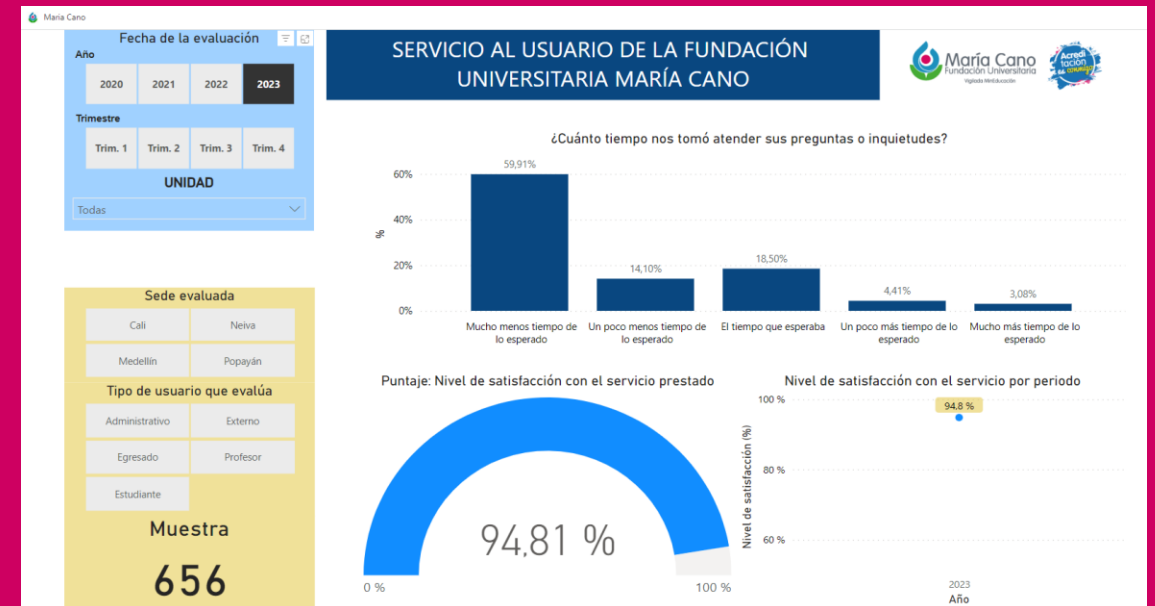 Maria Cano
Fecha de la evaluación
Año
2020 2021 2022 2023
Trimestre
Trim. 1 Trim. 2 Trim. 3 Trim. 4
UNIDAD
Todas
Sede evaluada
Cali Neiva
Medellín Popayán
Tipo de usuario que evalúa
Administrativo Externo
Egresado Profesor
Estudiante
Muestra
656
SERVICIO AL USUARIO DE LA FUNDACIÓN
UNIVERSITARIA MARÍA CANO
María Cano
Fundación Universitaria
Vigilada MinEducación
Acredi
tación
es conmigo
¿Cuánto tiempo nos tomó atender sus preguntas o inquietudes?
%
60%
40%
20%
0%
59,91%
14,10%
18,50%
4,41%
3,08%
Mucho menos tiempo de
lo esperado
Un poco menos tiempo de
lo esperado
El tiempo que esperaba
Un poco más tiempo de lo
esperado
Mucho más tiempo de lo
esperado
Puntaje: Nivel de satisfacción con el servicio prestado
94,81 %
0 %
100 %
Nivel de satisfacción con el servicio por periodo
Nivel de satisfacción (%)
100 %
80 %
60 %
94,8 %
2023
Año